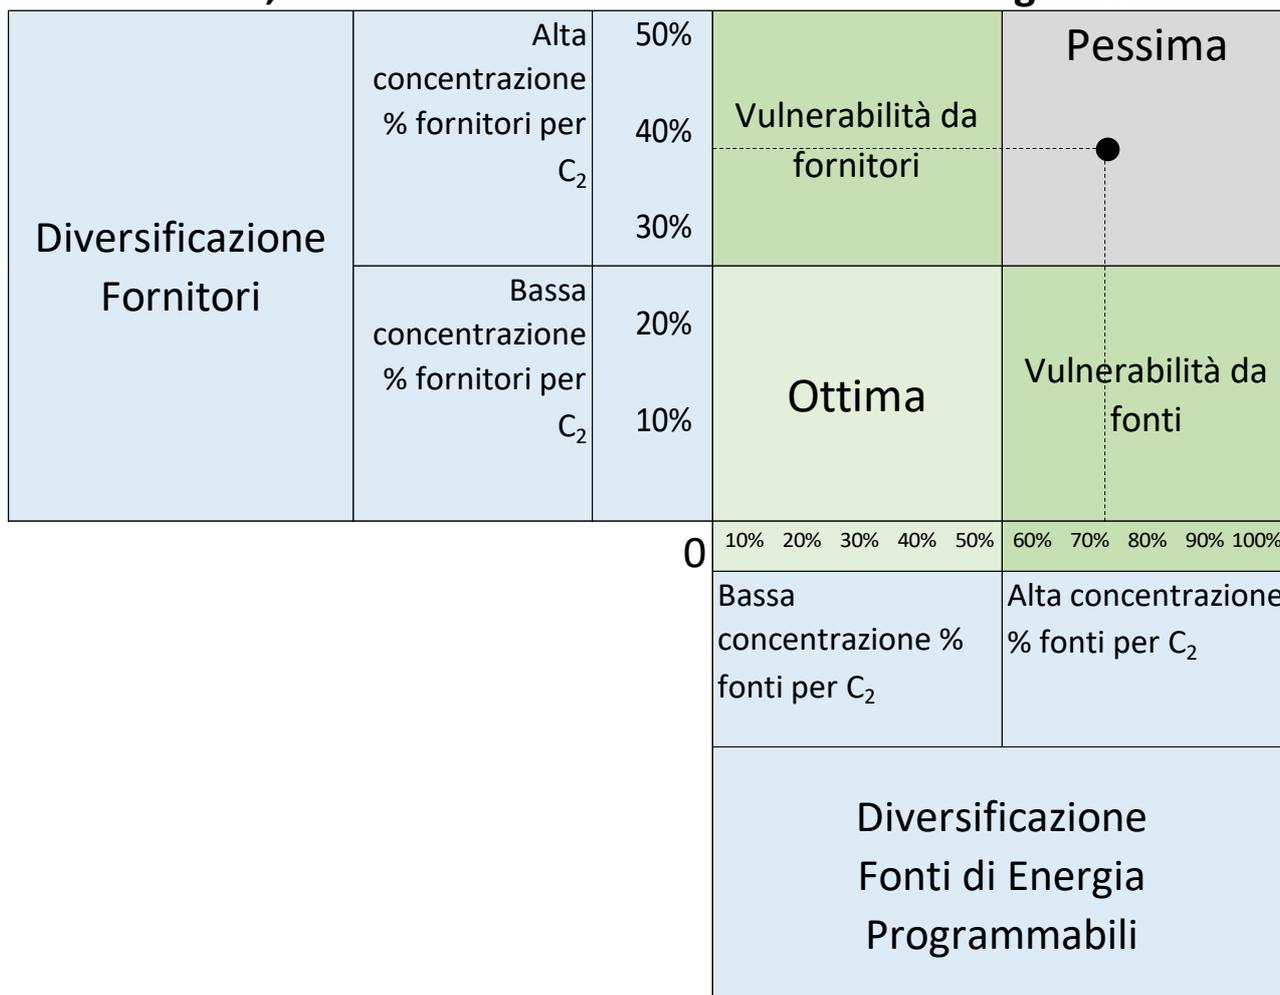 Diversificazione
Fornitori
Alta
concentrazione
% fornitori per
C₂
50%
40%
30%
Vulnerabilità da
fornitori
Pessima
Bassa
concentrazione
% fornitori per
C₂
20%
10%
Ottima
Vulnerabilità da
fonti
0
10% 20% 30% 40% 50% 60% 70% 80% 90% 100%
Bassa
concentrazione %
fonti per C₂
Alta concentrazione
% fonti per C₂
Diversificazione
Fonti di Energia
Programmabili